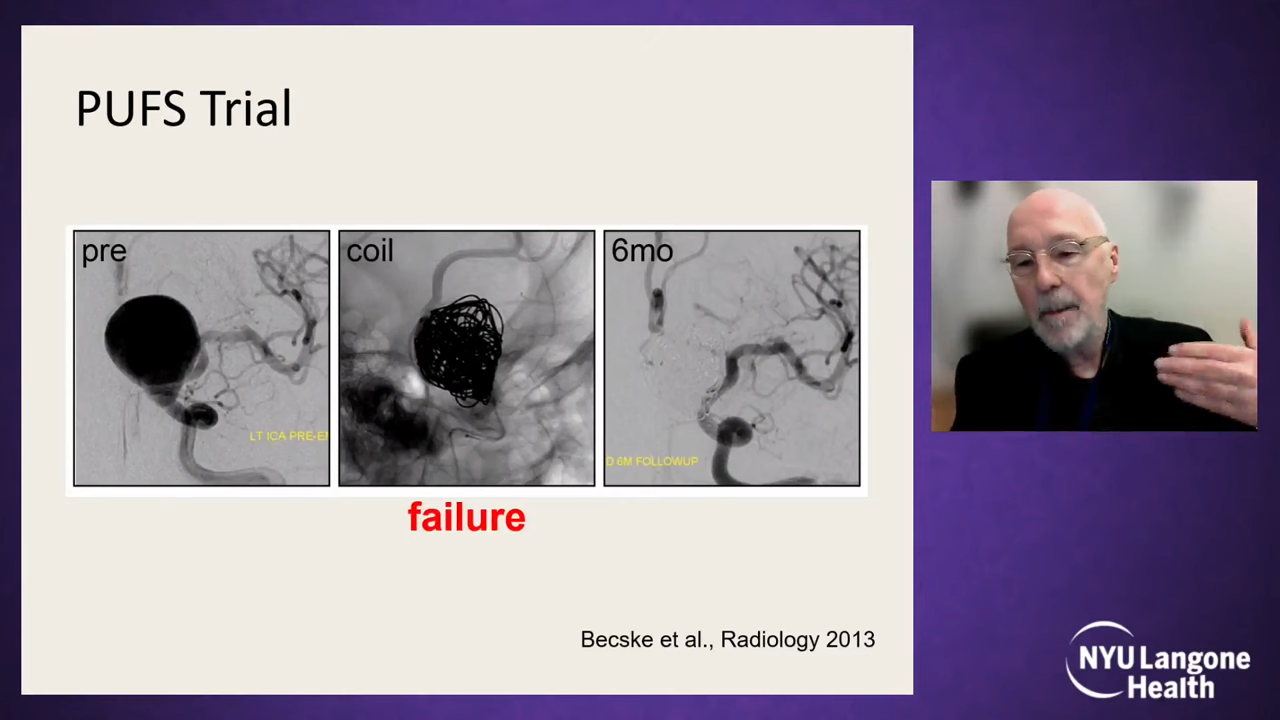 PUFS Trial
pre
coil
6mo
LT ICA PRE-EM
D 6M FOLLOWUP
failure
Becske et al., Radiology 2013
NYU Langone
Health